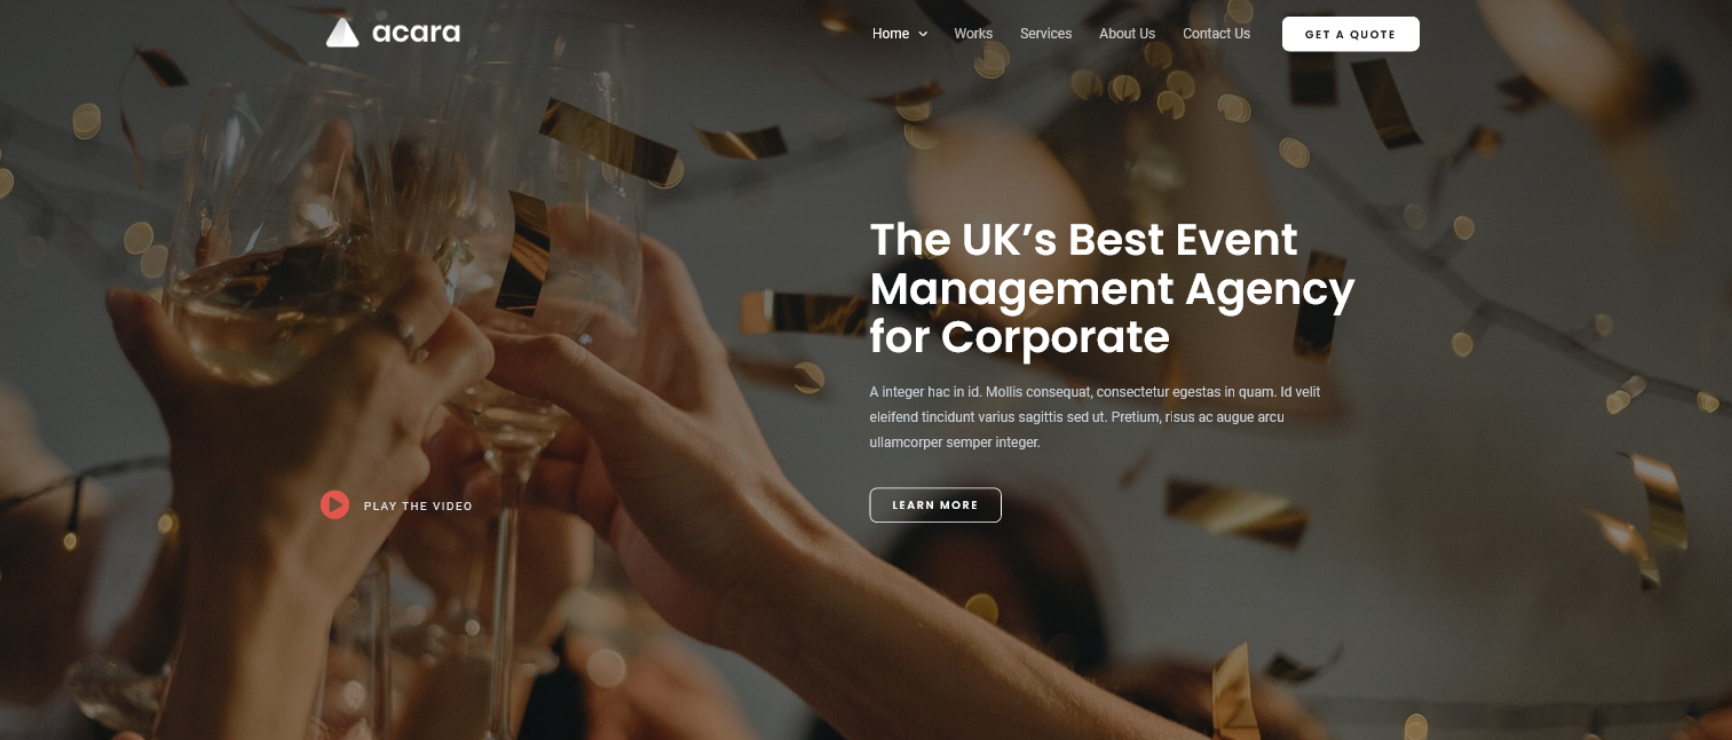 acara
Home
Works
Services
About Us
Contact Us
GET A QUOTE
The UK’s Best Event
Management Agency
for Corporate
A integer hac in id. Mollis consequat, consectetur egestas in quam. Id velit
eleifend tincidunt varius sagittis sed ut. Pretium, risus ac augue arcu
ullamcorper semper integer.
PLAY THE VIDEO
LEARN MORE